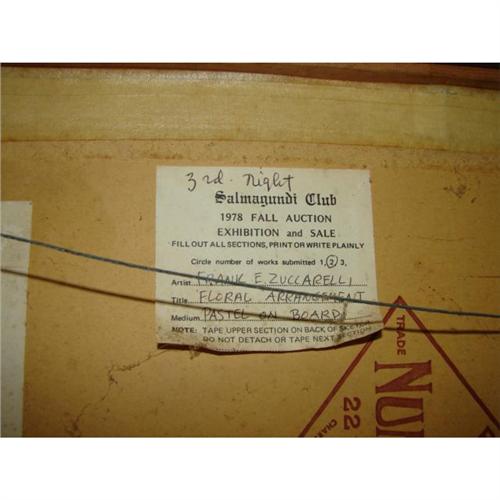 3rd. night
Salmagundi Club
1978 FALL AUCTION
EXHIBITION and SALE
FILL OUT ALL SECTIONS, PRINT OR WRITE PLAINLY
Circle number of works submitted 1, 2, 3,
Artist FRANK E. ZUCCARELLI
Title FLORAL ARRANGEMENT
Medium PASTEL ON BOARD
NOTE: TAPE UPPER SECTION ON BACK OF
DO NOT DETACH OR TAPE NEXT SECTION
TRADE
22